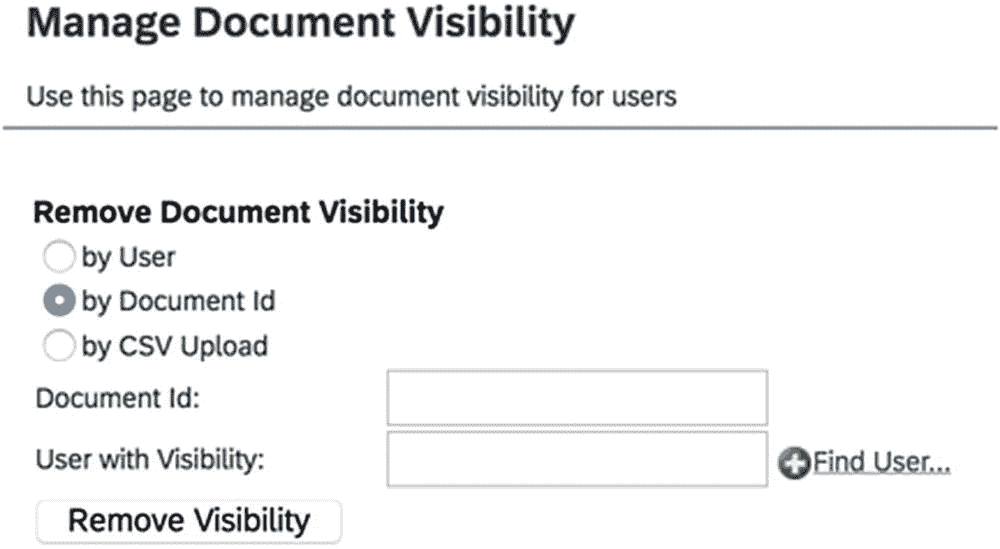 Manage Document Visibility
Use this page to manage document visibility for users
Remove Document Visibility
by User
by Document Id
by CSV Upload
Document Id:
User with Visibility:
Find User...
Remove Visibility